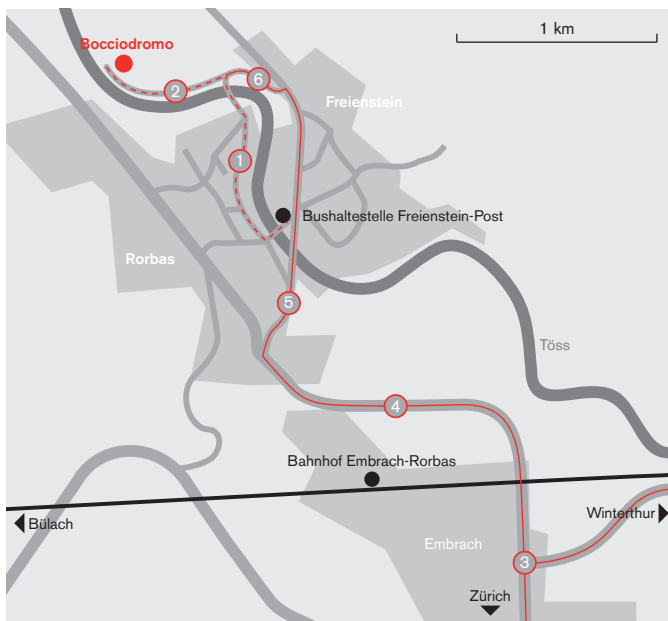 1 km
Bocciodromo
6
2
Freienstein
1
Bushaltestelle Freienstein-Post
Rorbas
5
Töss
4
Bahnhof Embrach-Rorbas
Bülach
Winterthur
Embrach
3
Zürich